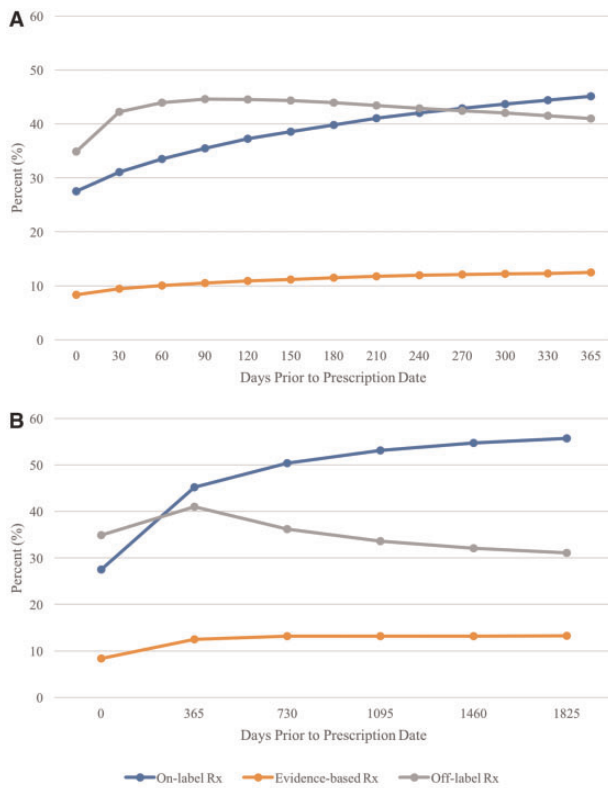 A
60
50
40
30
20
10
0
Percent (%)
0 30 60 90 120 150 180 210 240 270 300 330 365
Days Prior to Prescription Date
B
60
50
40
30
20
10
0
Percent (%)
0 365 730 1095 1460 1825
Days Prior to Prescription Date
On-label Rx Evidence-based Rx Off-label Rx